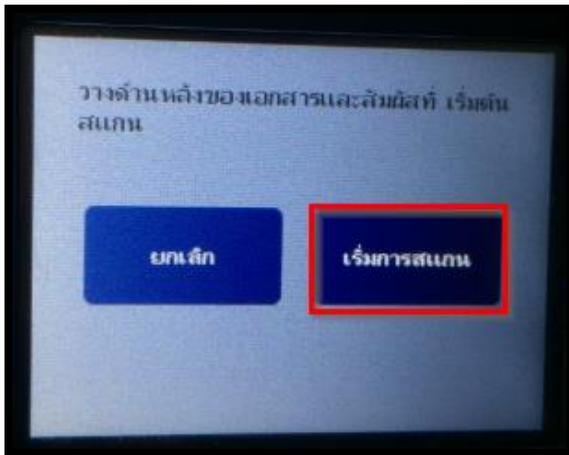 วางด้านหลังของเอกสารและสัมผัสที่ เริ่มต้น
สแกน
ยกเลิก
เริ่มการสแกน